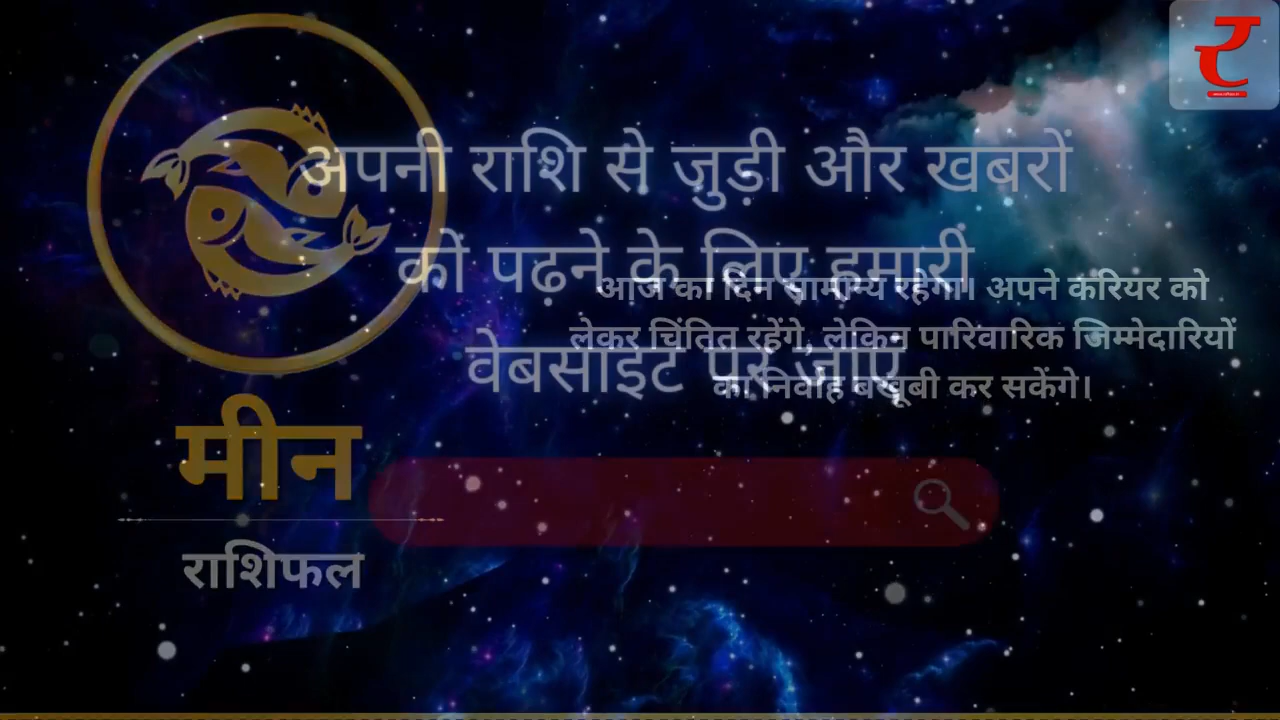 अपनी राशि से जुड़ी और खबरों
को पढ़ने के लिए हमारी
वेबसाइट पर जाएं
आज का दिन सामान्य रहेगा। अपने करियर को
लेकर चिंतित रहेंगे, लेकिन पारिवारिक जिम्मेदारियों
का निर्वाह बखूबी कर सकेंगे।
मीन
राशिफल